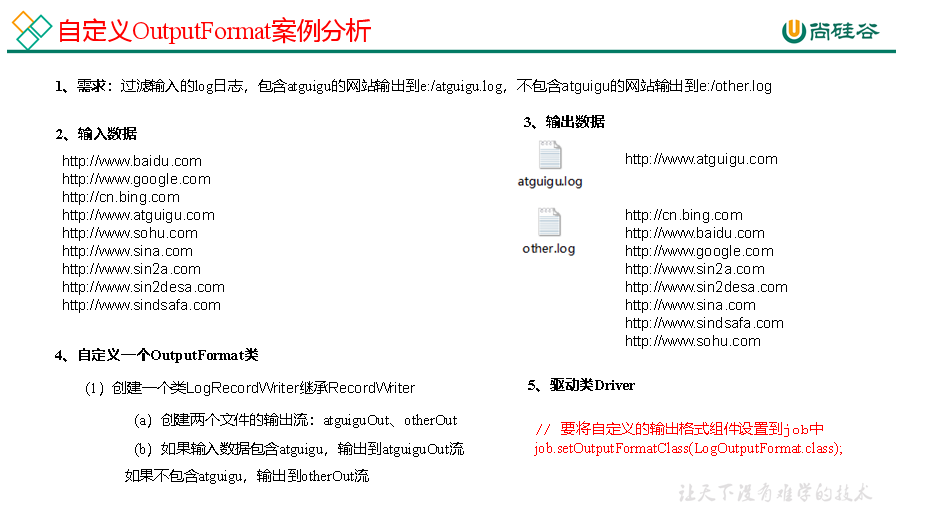 自定义OutputFormat案例分析
尚硅谷
1、需求：过滤输入的log日志，包含atguigu的网站输出到e:/atguigu.log，不包含atguigu的网站输出到e:/other.log
2、输入数据
http://www.baidu.com
http://www.google.com
http://cn.bing.com
http://www.atguigu.com
http://www.sohu.com
http://www.sina.com
http://www.sin2a.com
http://www.sin2desa.com
http://www.sindsafa.com
3、输出数据
atguigu.log
http://www.atguigu.com
other.log
http://cn.bing.com
http://www.baidu.com
http://www.google.com
http://www.sin2a.com
http://www.sin2desa.com
http://www.sina.com
http://www.sindsafa.com
http://www.sohu.com
4、自定义一个OutputFormat类
（1）创建一个类LogRecordWriter继承RecordWriter
（a）创建两个文件的输出流：atguiguOut、otherOut
（b）如果输入数据包含atguigu，输出到atguiguOut流
如果不包含atguigu，输出到otherOut流
5、驱动类Driver
// 要将自定义的输出格式组件设置到job中
job.setOutputFormatClass(LogOutputFormat.class);
让天下没有难学的技术